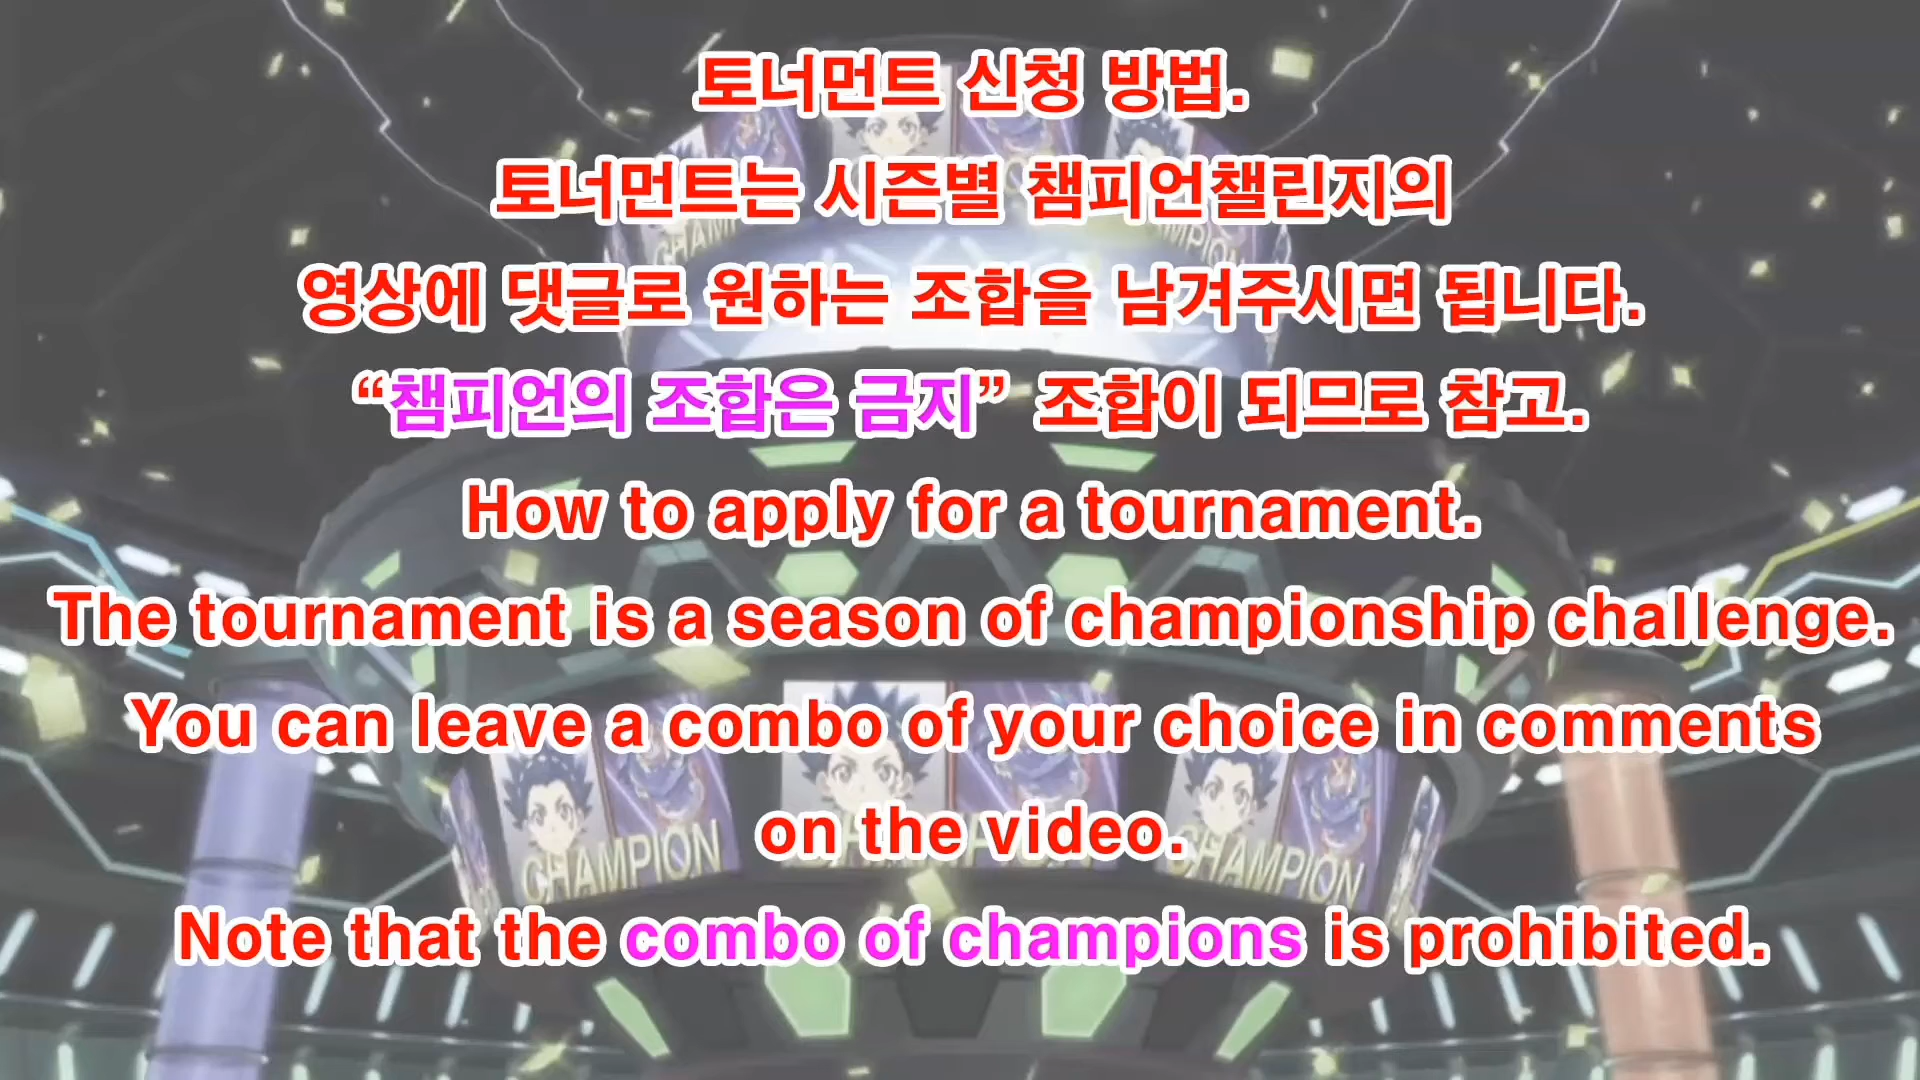 토너먼트 신청 방법.
토너먼트는 시즌별 챔피언챌린지의
영상에 댓글로 원하는 조합을 남겨주시면 됩니다.
“챔피언의 조합은 금지” 조합이 되므로 참고.
How to apply for a tournament.
The tournament is a season of championship challenge.
You can leave a combo of your choice in comments
on the video.
Note that the combo of champions is prohibited.
CHAMPION
CHAMPION
CHAMPION